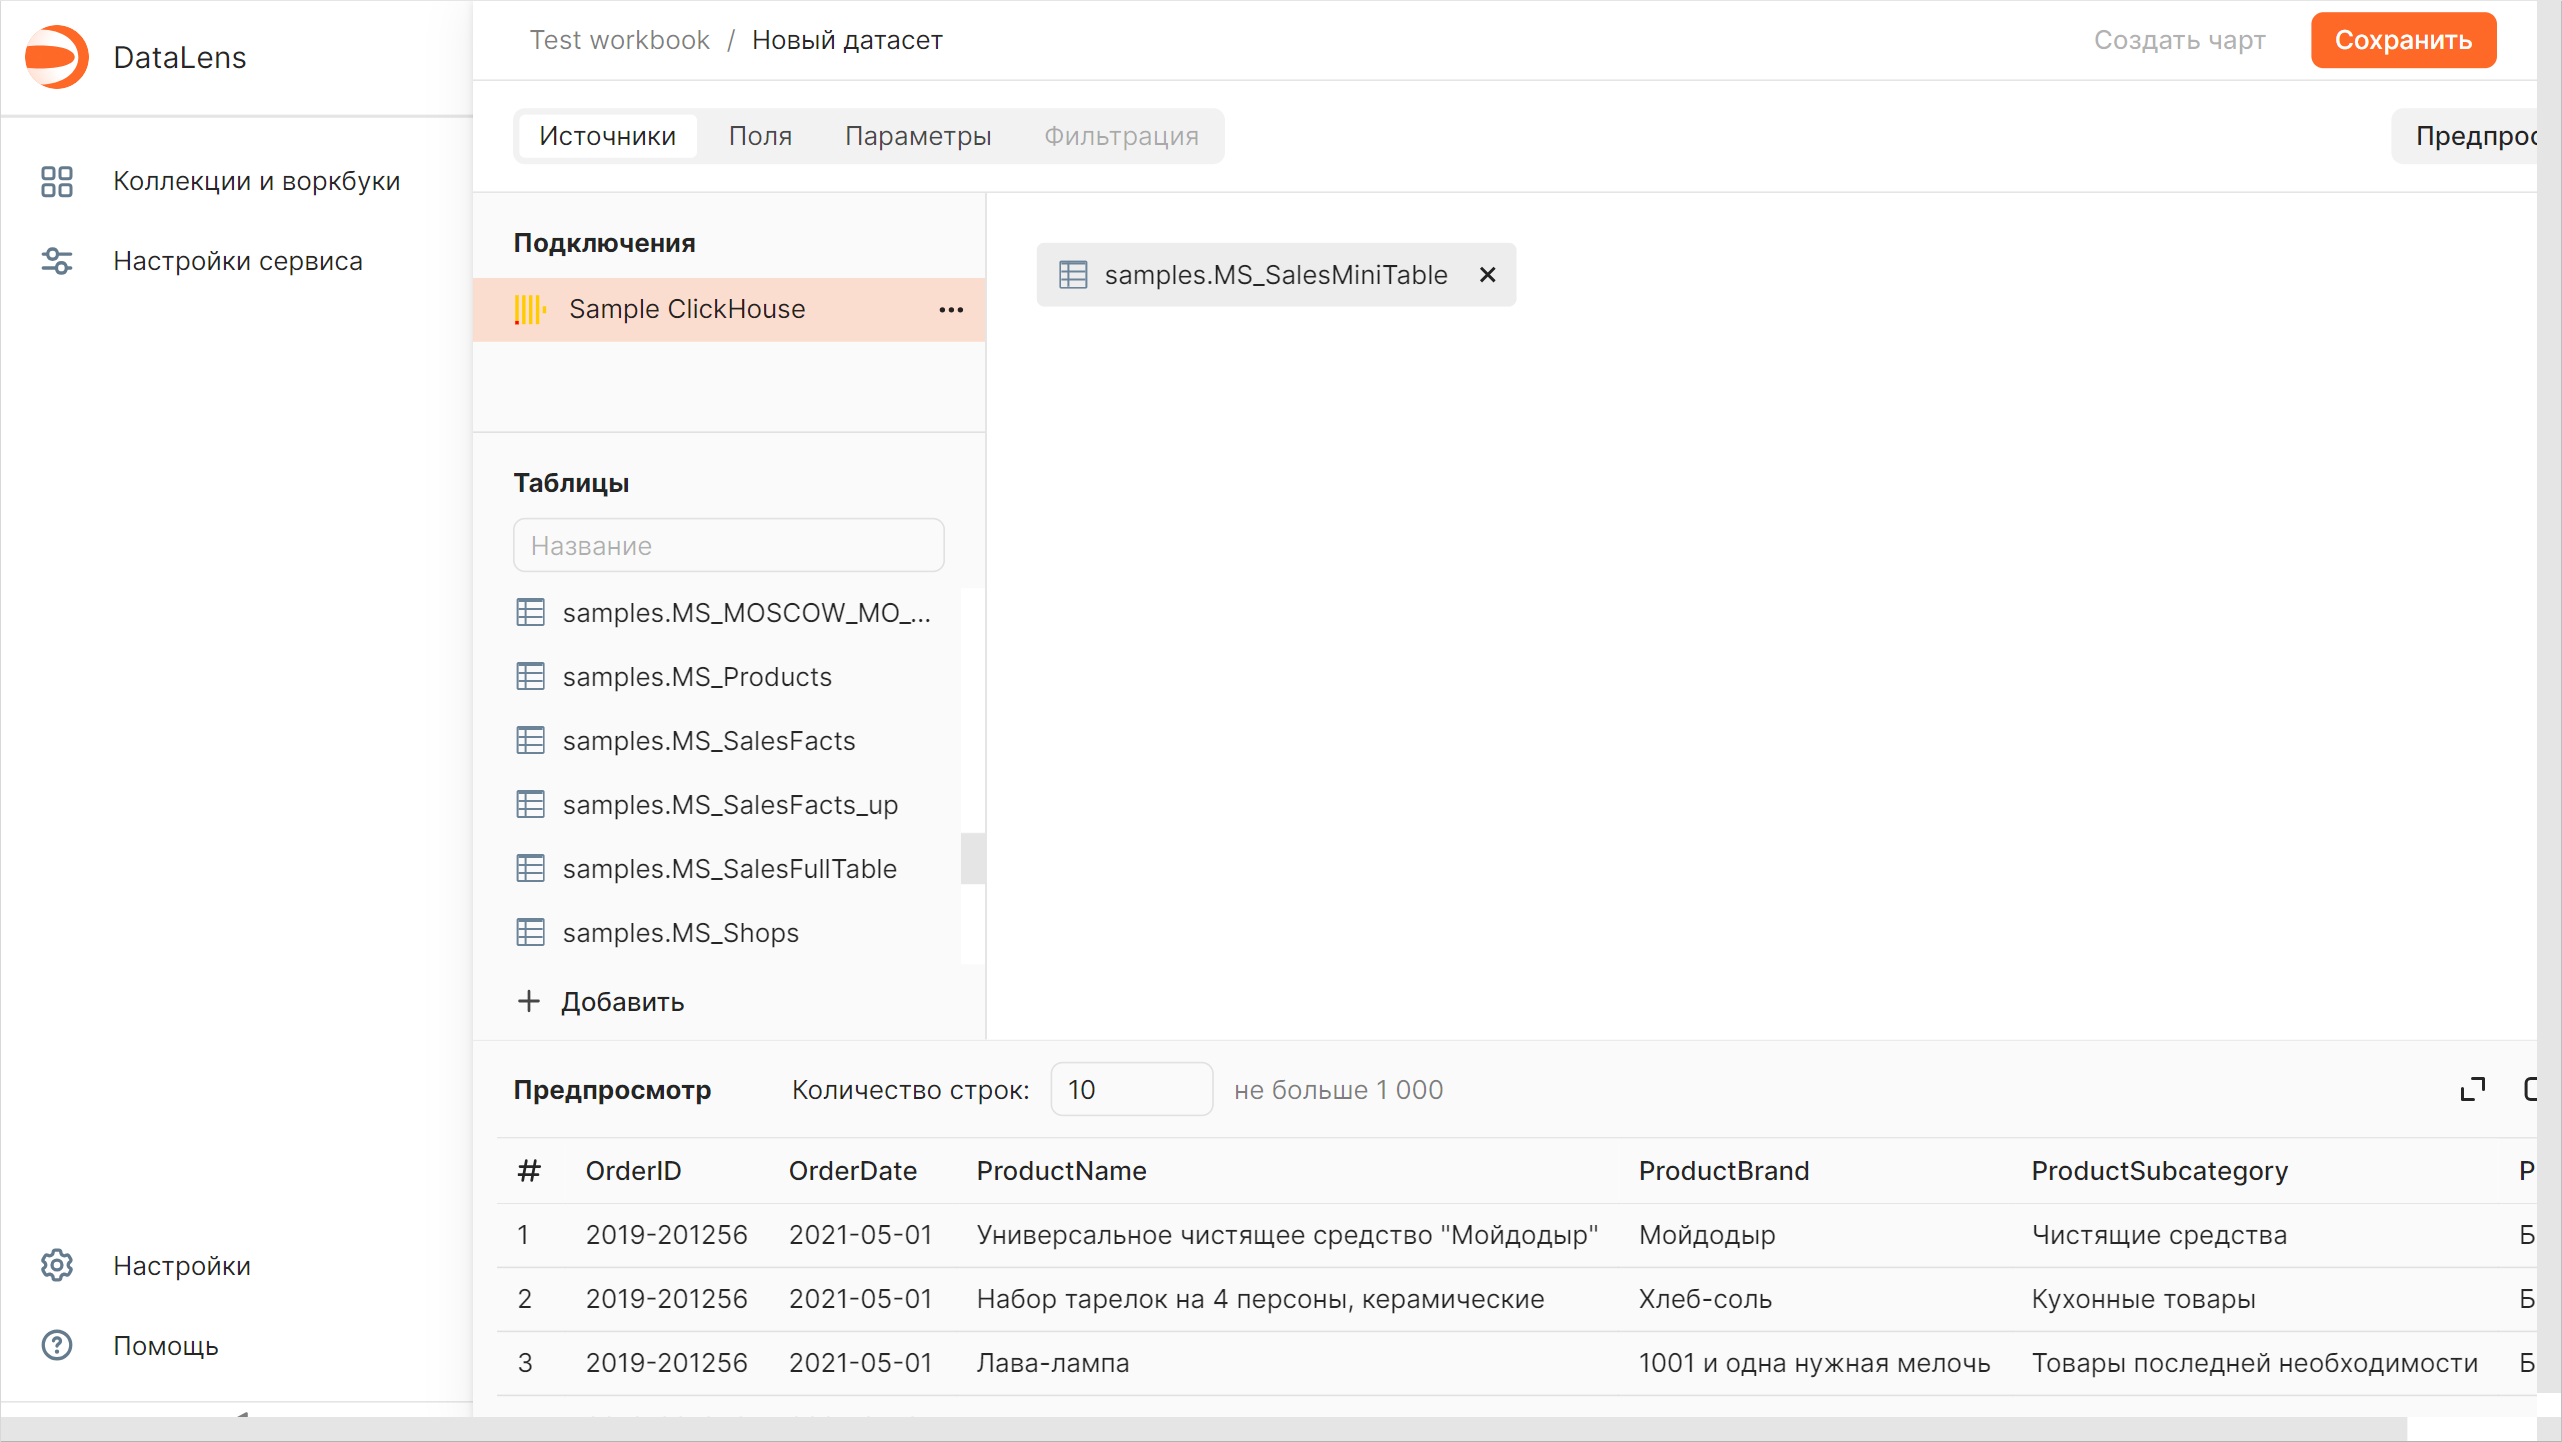 DataLens
Коллекции и воркбуки
Настройки сервиса
Настройки
Помощь
Test workbook / Новый датасет
Создать чарт
Сохранить
Источники
Поля
Параметры
Фильтрация
Предпрос
Подключения
Sample ClickHouse
Таблицы
Название
samples.MS_MOSCOW_MO_...
samples.MS_Products
samples.MS_SalesFacts
samples.MS_SalesFacts_up
samples.MS_SalesFullTable
samples.MS_Shops
+ Добавить
samples.MS_SalesMiniTable
Предпросмотр
Количество строк: 10 не больше 1 000
# OrderID OrderDate ProductName ProductBrand ProductSubcategory P
1 2019-201256 2021-05-01 Универсальное чистящее средство "Мойдодыр" Мойдодыр Чистящие средства Б
2 2019-201256 2021-05-01 Набор тарелок на 4 персоны, керамические Хлеб-соль Кухонные товары Б
3 2019-201256 2021-05-01 Лава-лампа 1001 и одна нужная мелочь Товары последней необходимости Б